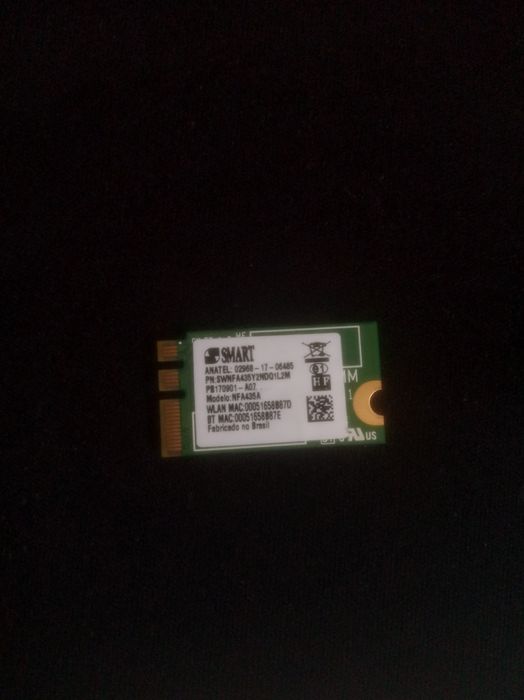 SMART
ANATEL: 02968-17-06485
PN:SWNFA435Y2NDQ1L2M
PB170901-A07
Modelo:NFA435A
WLAN MAC:00051658B87D
BT MAC:00051658B87E
Fabricado no Brasil
HF
US